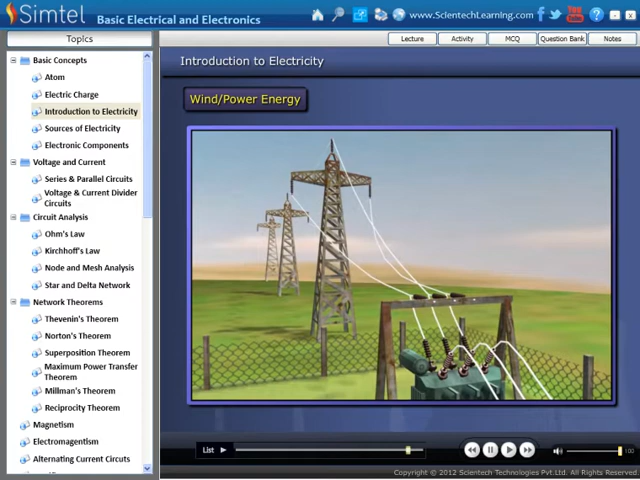 Simtel Basic Electrical and Electronics
www.ScientechLearning.com
You
Tube
Topics
Lecture
Activity
MCQ
Question Bank
Notes
Basic Concepts
Atom
Electric Charge
Introduction to Electricity
Sources of Electricity
Electronic Components
Voltage and Current
Series & Parallel Circuits
Voltage & Current Divider
Circuits
Circuit Analysis
Ohm's Law
Kirchhoff's Law
Node and Mesh Analysis
Star and Delta Network
Network Theorems
Thevenin's Theorem
Norton's Theorem
Superposition Theorem
Maximum Power Transfer
Theorem
Millman's Theorem
Reciprocity Theorem
Magnetism
Electromagentism
Alternating Current Circuts
Introduction to Electricity
Wind/Power Energy
List
100
Copyright © 2012 Scientech Technologies Pvt.Ltd. All Rights Reserved.